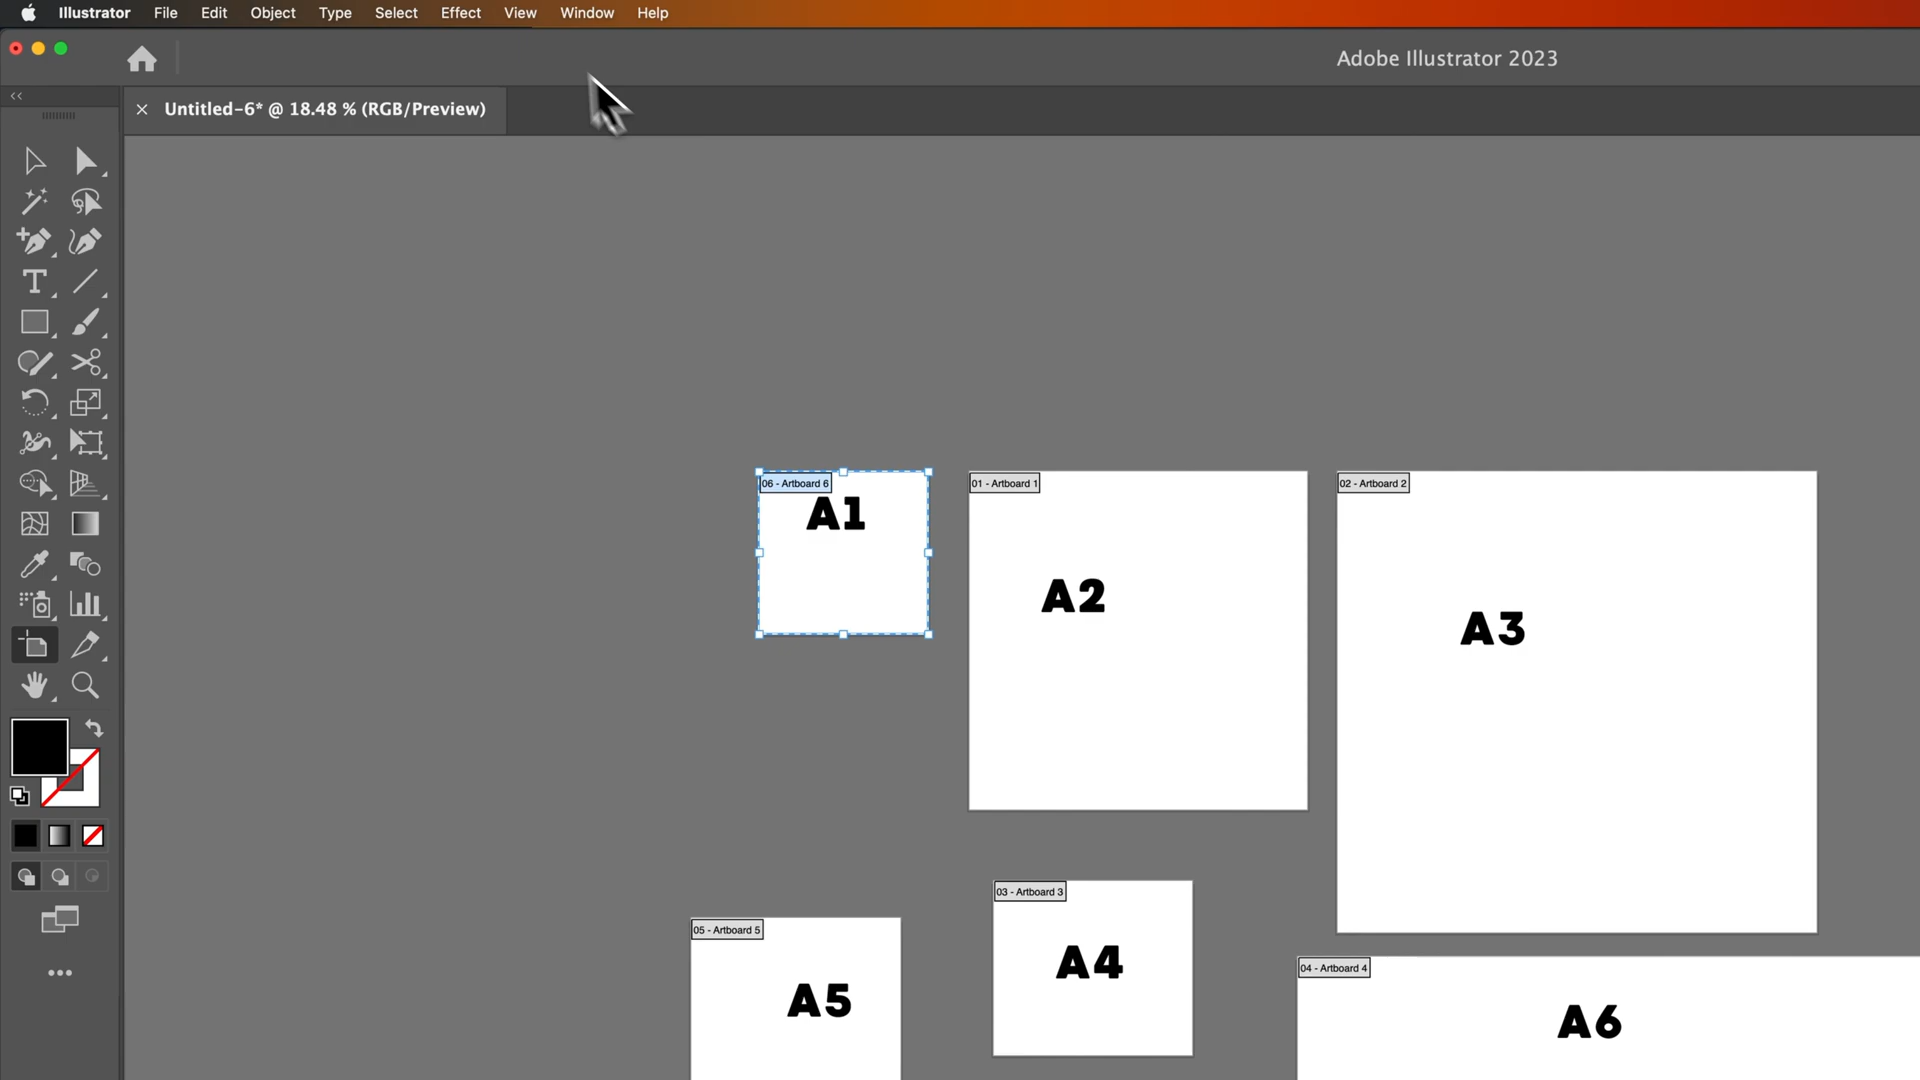 Illustrator File Edit Object Type Select Effect View Window Help
Adobe Illustrator 2023
Untitled-6* @ 18.48 % (RGB/Preview)
06 - Artboard 6
A1
01 - Artboard 1
A2
02 - Artboard 2
A3
03 - Artboard 3
A4
05 - Artboard 5
A5
04 - Artboard 4
A6